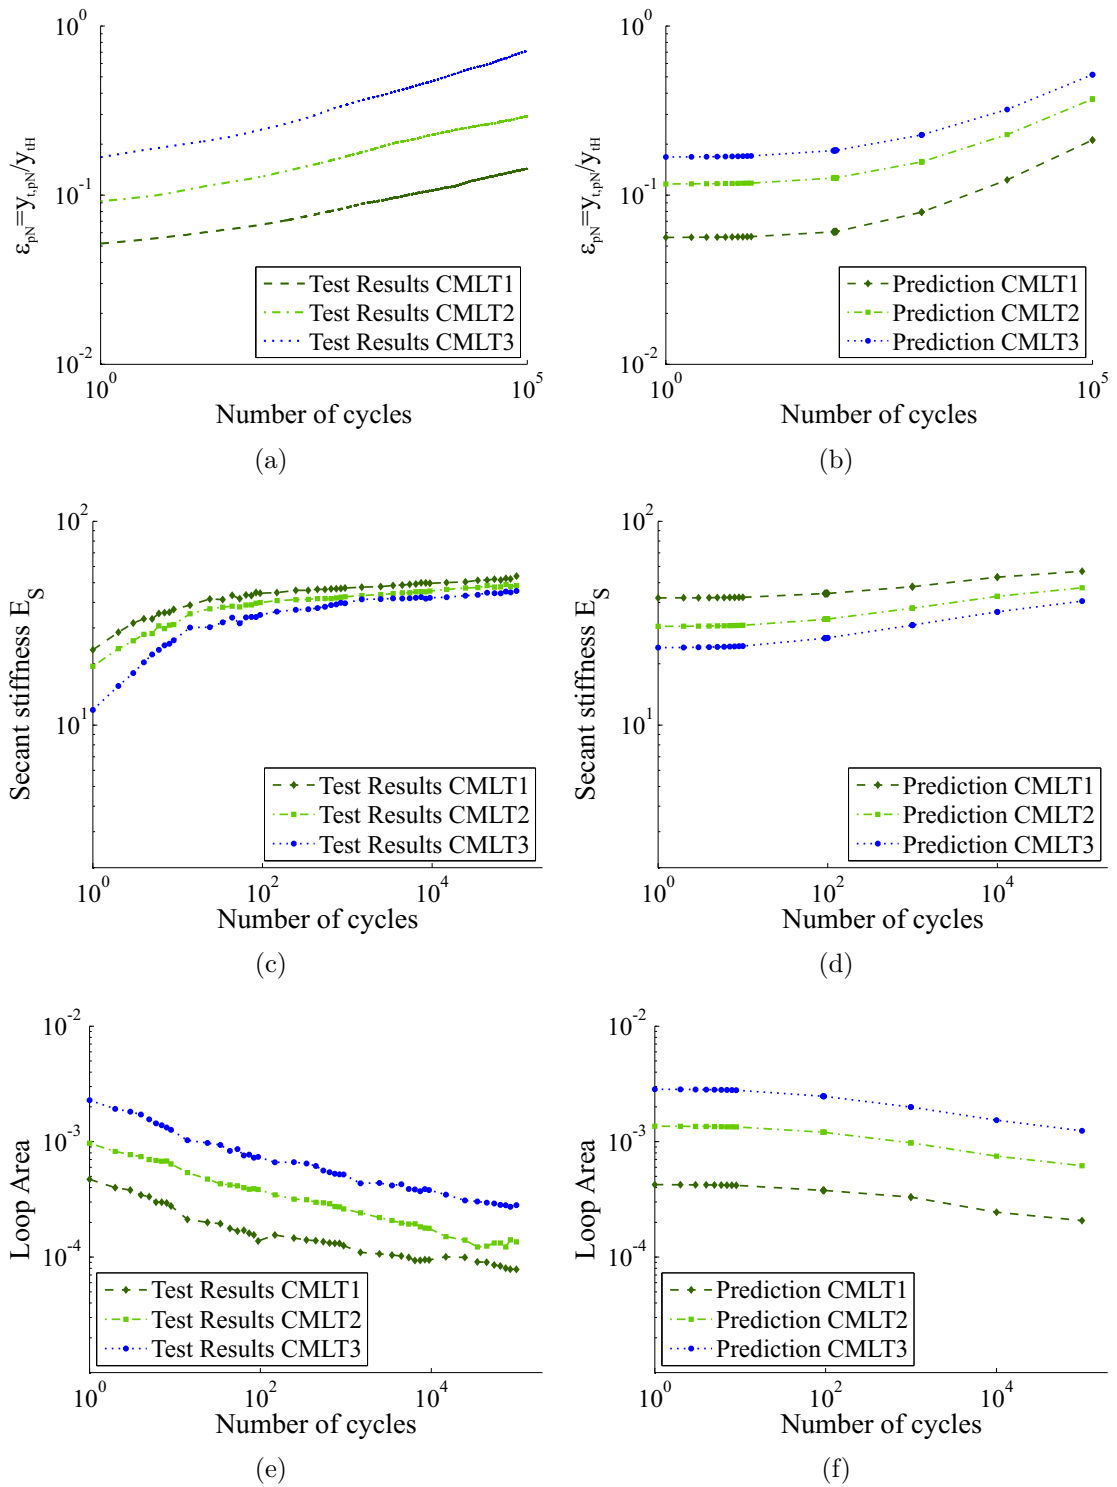 10^0
10^-1
10^-2
ε_pN=y_t,pN/y_tH
10^0
10^5
Number of cycles
Test Results CMLT1
Test Results CMLT2
Test Results CMLT3
(a)
10^0
10^-1
10^-2
ε_pN=y_t,pN/y_tH
10^0
10^5
Number of cycles
Prediction CMLT1
Prediction CMLT2
Prediction CMLT3
(b)
10^2
10^1
Secant stiffness E_S
10^0
10^2
10^4
Number of cycles
Test Results CMLT1
Test Results CMLT2
Test Results CMLT3
(c)
10^2
10^1
Secant stiffness E_S
10^0
10^2
10^4
Number of cycles
Prediction CMLT1
Prediction CMLT2
Prediction CMLT3
(d)
10^-2
10^-3
10^-4
Loop Area
10^0
10^2
10^4
Number of cycles
Test Results CMLT1
Test Results CMLT2
Test Results CMLT3
(e)
10^-2
10^-3
10^-4
Loop Area
10^0
10^2
10^4
Number of cycles
Prediction CMLT1
Prediction CMLT2
Prediction CMLT3
(f)